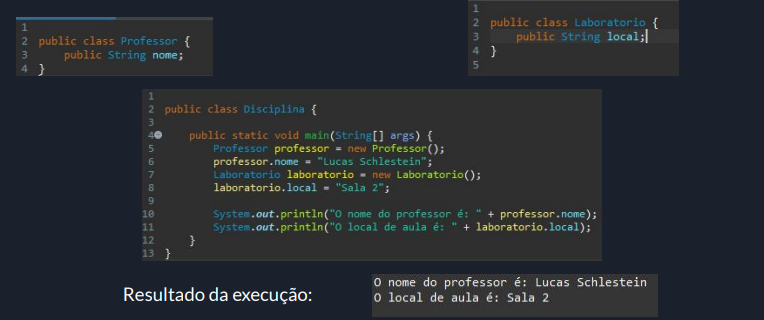 1
2 public class Professor {
3     public String nome;
4 }
1
2 public class Laboratorio {
3     public String local;
4 }
5
1
2 public class Disciplina {
3
4     public static void main(String[] args) {
5         Professor professor = new Professor();
6         professor.nome = "Lucas Schlestein";
7         Laboratorio laboratorio = new Laboratorio();
8         laboratorio.local = "Sala 2";
9
10         System.out.println("O nome do professor é: " + professor.nome);
11         System.out.println("O local de aula é: " + laboratorio.local);
12     }
13 }
Resultado da execução:
O nome do professor é: Lucas Schlestein
O local de aula é: Sala 2